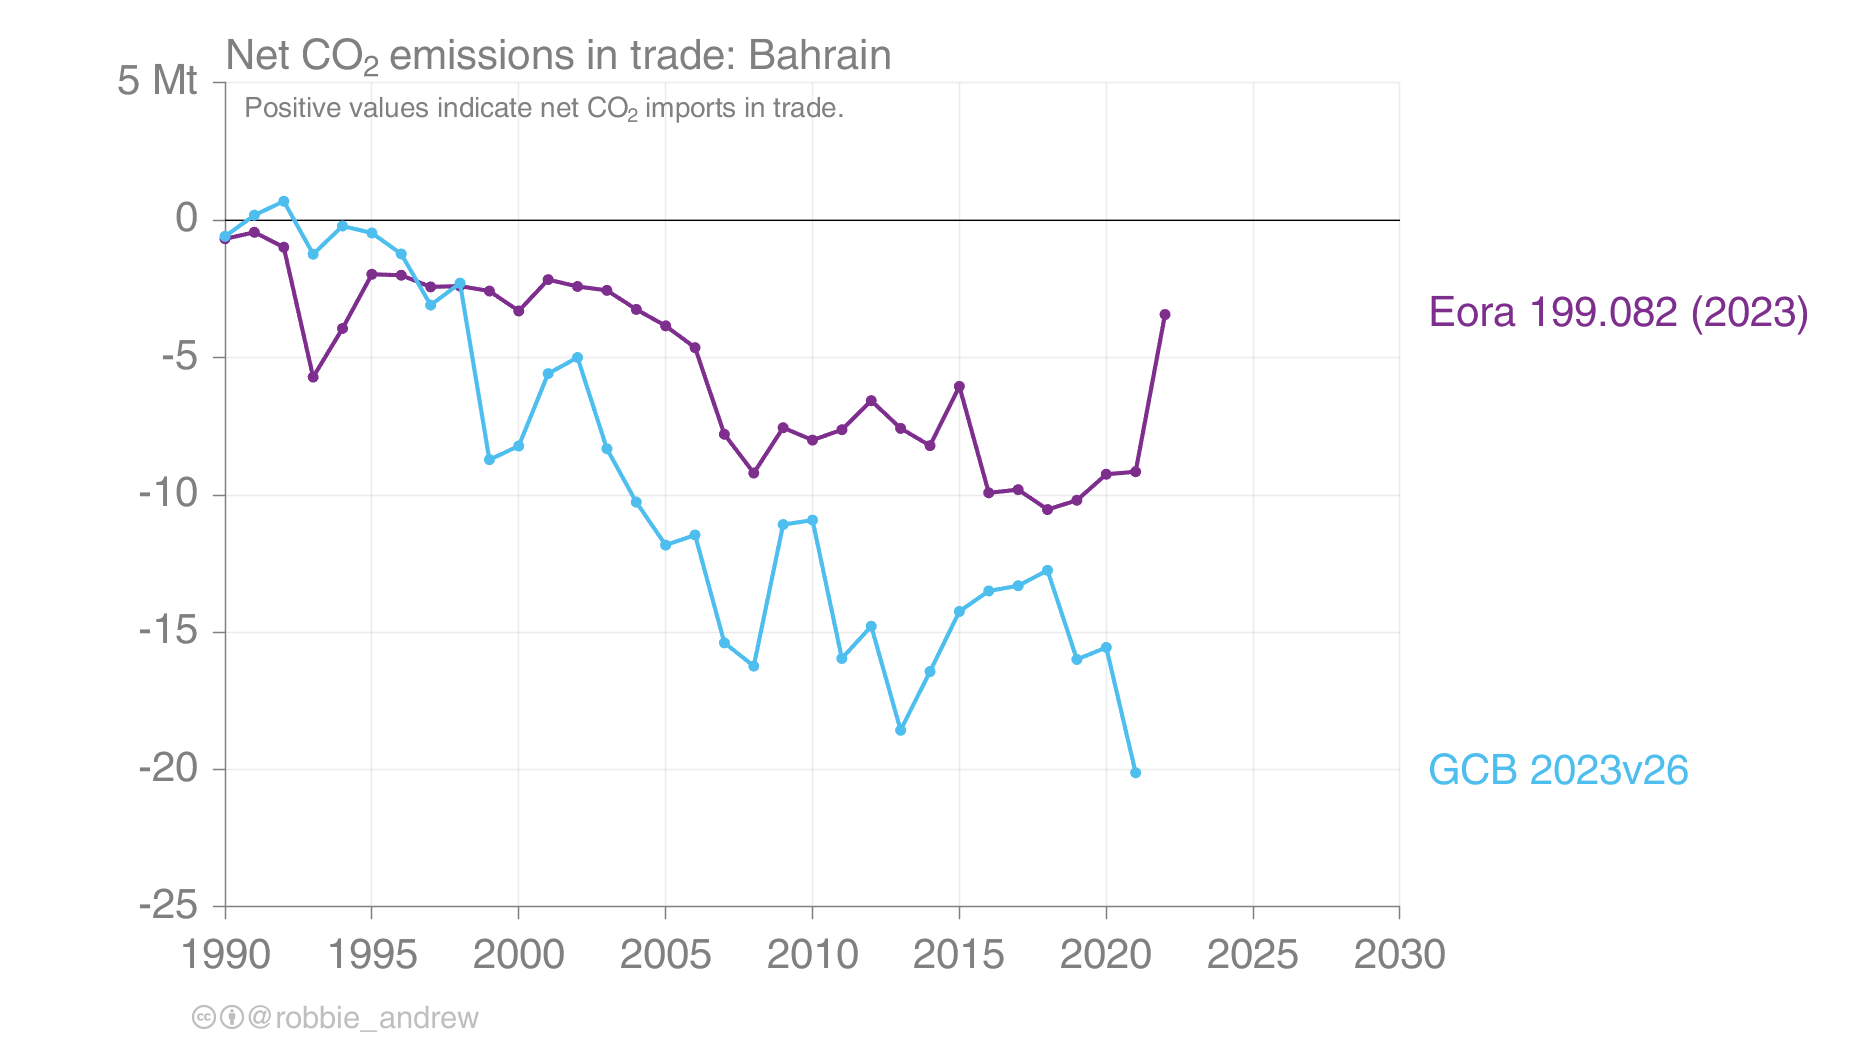 Net CO₂ emissions in trade: Bahrain
5 Mt
Positive values indicate net CO₂ imports in trade.
0
-5
-10
-15
-20
-25
Eora 199.082 (2023)
GCB 2023v26
1990 1995 2000 2005 2010 2015 2020 2025 2030
cc @robbie_andrew